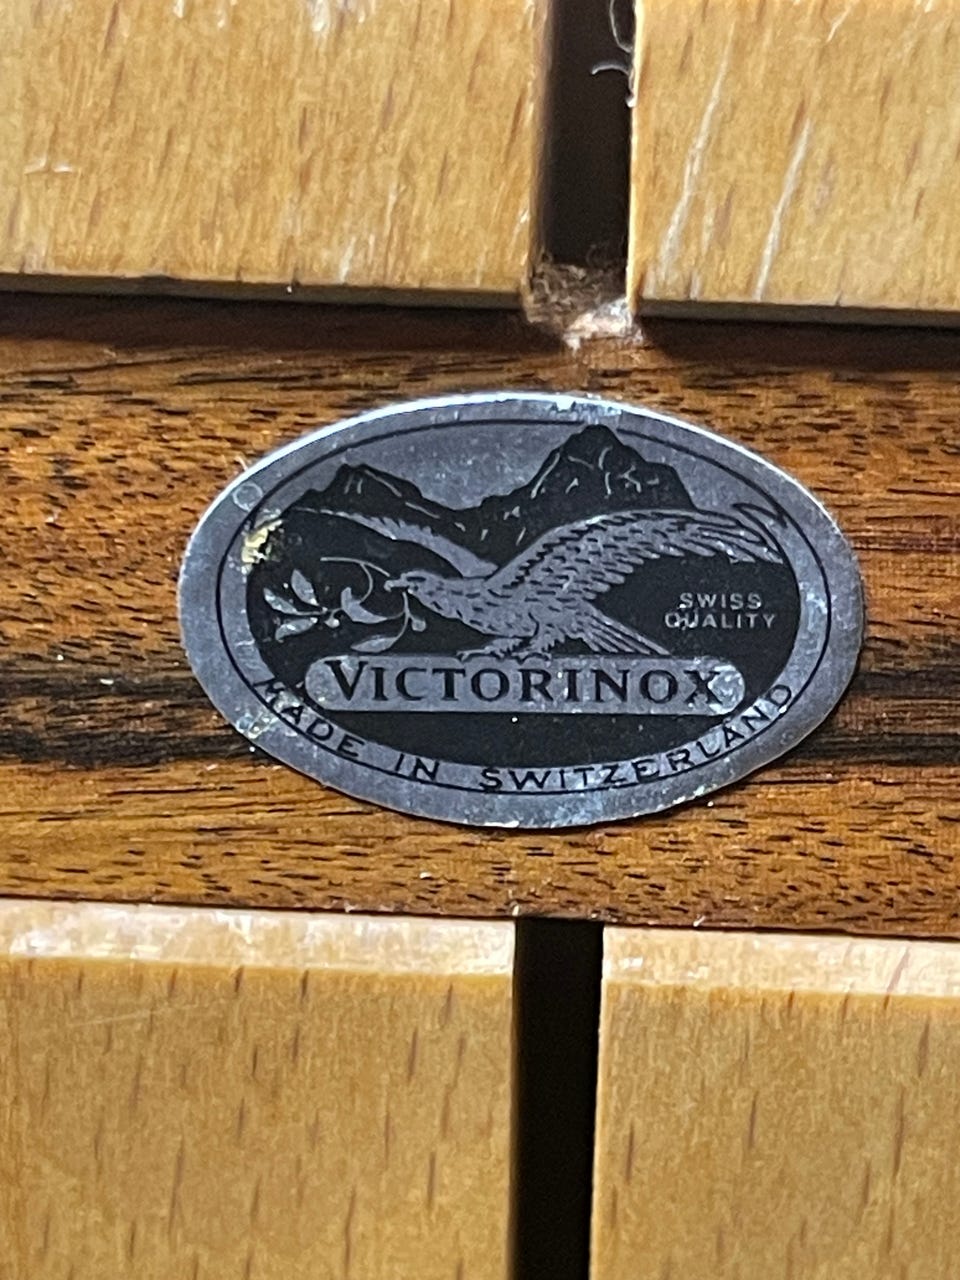 SWISS
QUALITY
VICTORINOX
MADE IN SWITZERLAND